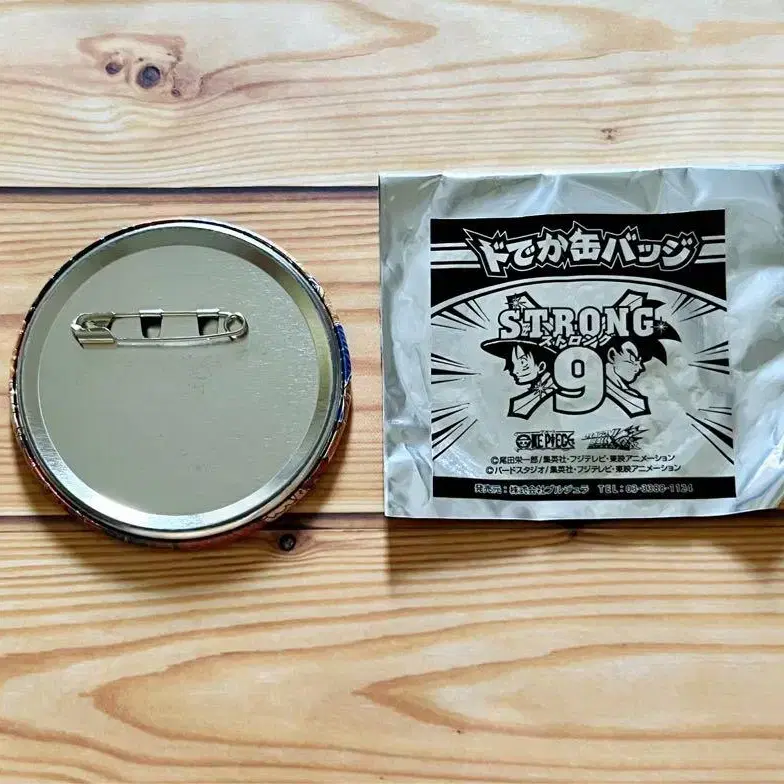 ドでか缶バッジ
STRONG
ストロング
9
ONE PIECE
©尾田栄一郎/集英社・フジテレビ・東映アニメーション
©バードスタジオ/集英社・フジテレビ・東映アニメーション
発売元：株式会社プルジュラ TEL：03-3380-1134